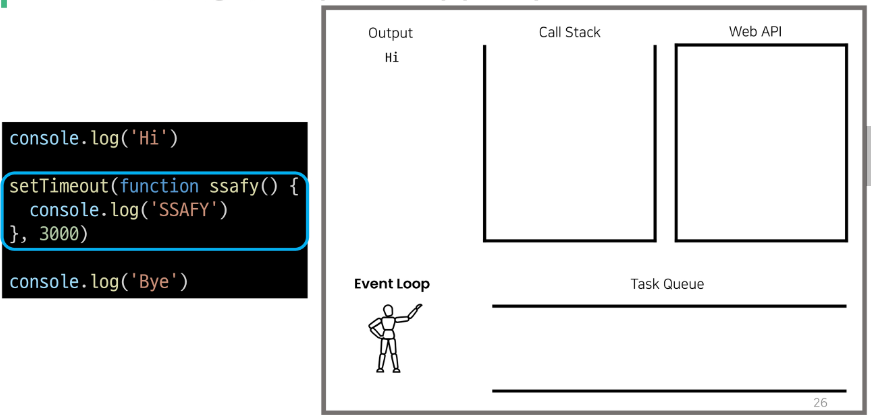 console.log('Hi')
setTimeout(function ssafy() {
console.log('SSAFY')
}, 3000)
console.log('Bye')
Output
Hi
Call Stack
Web API
Event Loop
Task Queue
26